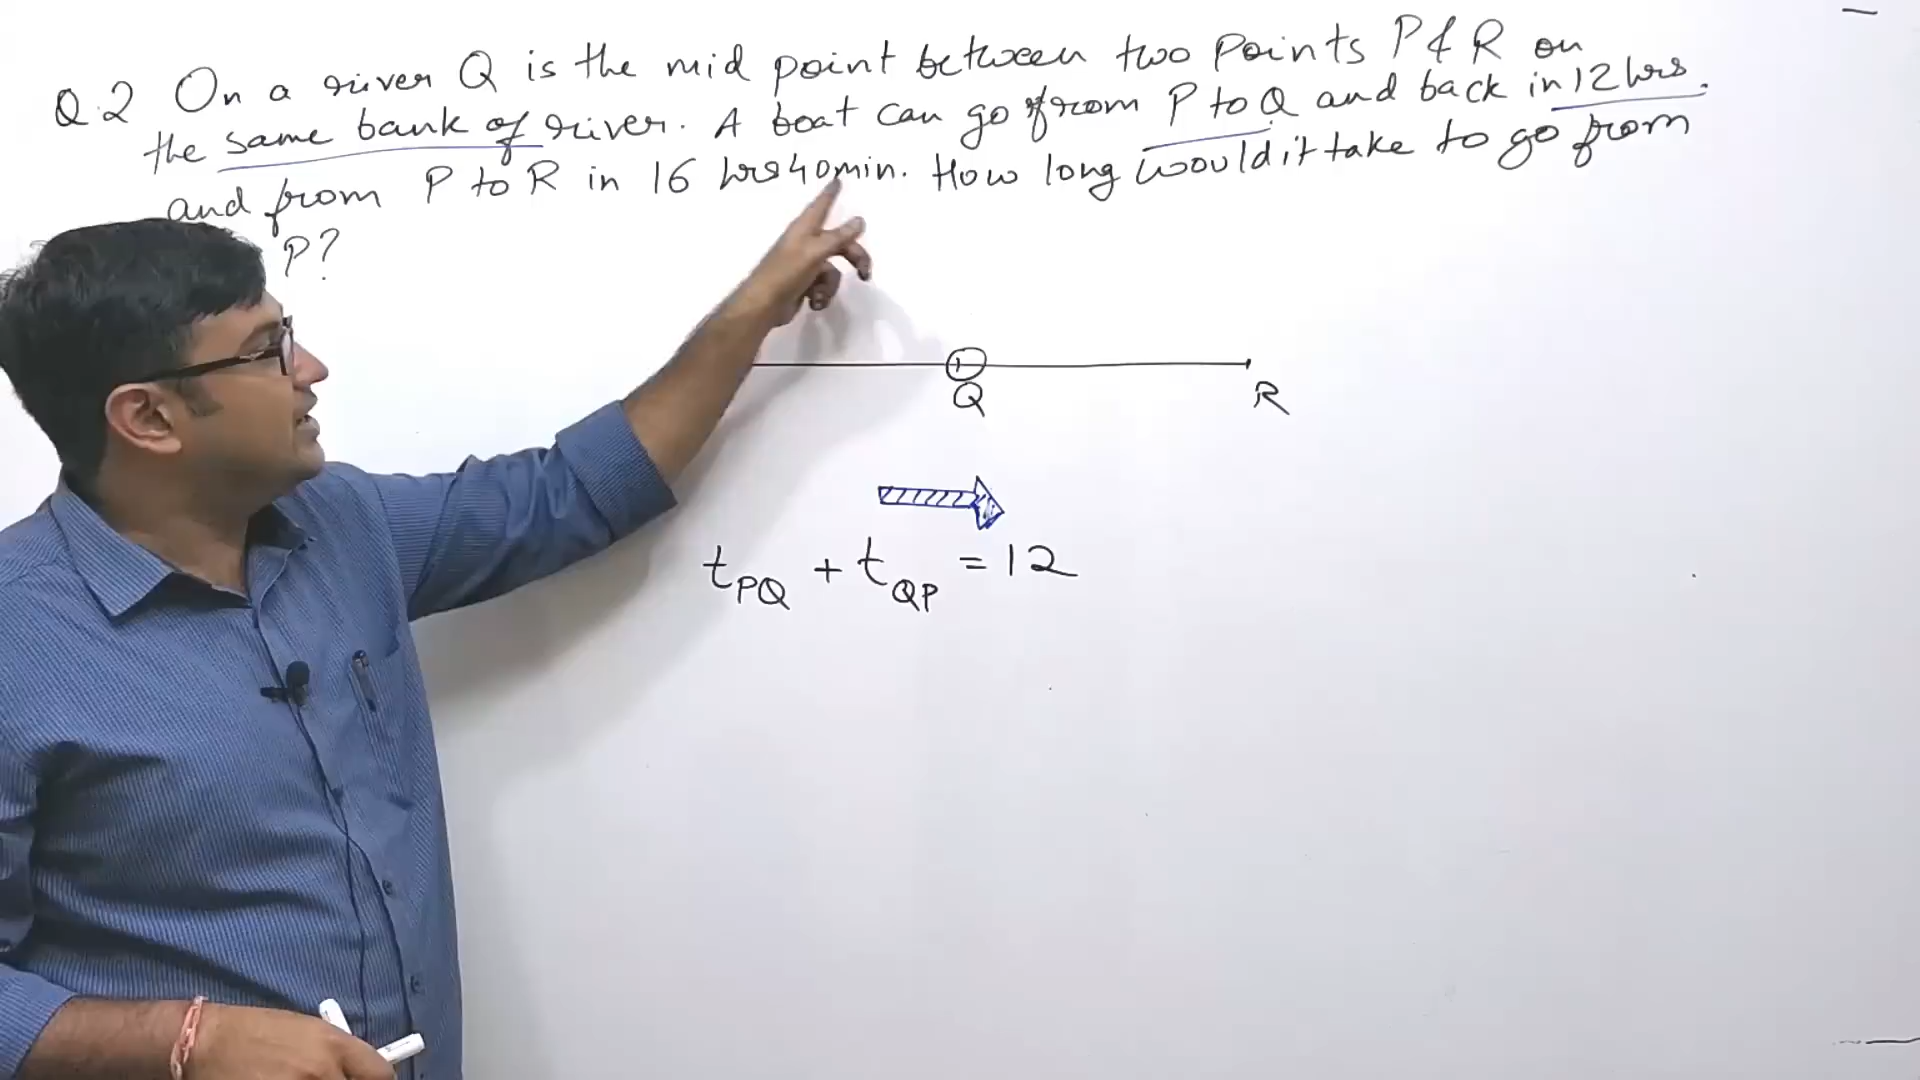 Q.2 On a river Q is the mid point between two points P & R on
the same bank of river. A boat can go from P to Q and back in 12 hrs.
and from P to R in 16 hrs 40min. How long would it take to go from
P?
Q
R
t PQ + t QP = 12